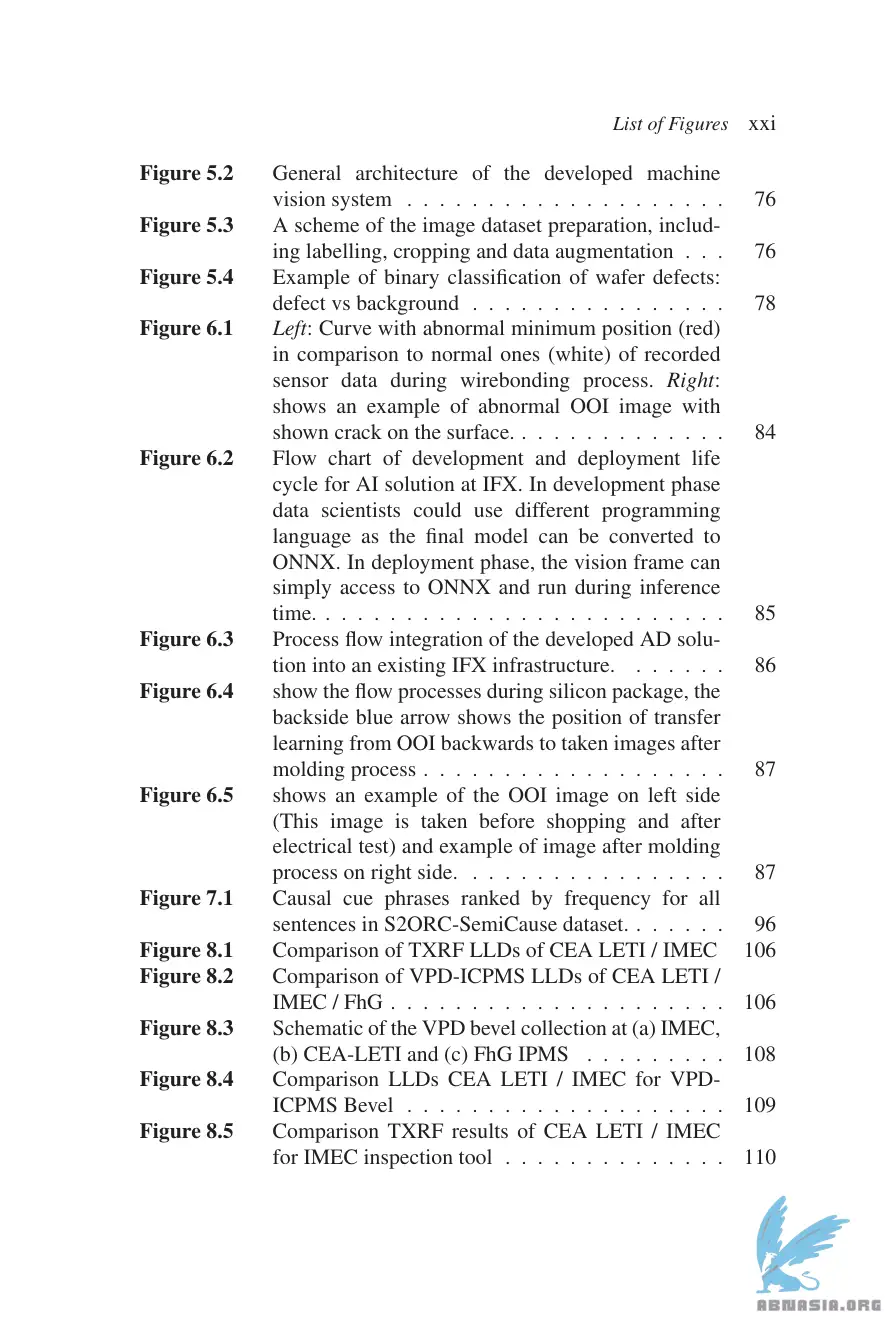 List of Figures xxi
Figure 5.2 General architecture of the developed machine
vision system . . . . . . . . . . . . . . . . . . . . 76
Figure 5.3 A scheme of the image dataset preparation, includ-
ing labelling, cropping and data augmentation . . . 76
Figure 5.4 Example of binary classification of wafer defects:
defect vs background . . . . . . . . . . . . . . . . 78
Figure 6.1 Left: Curve with abnormal minimum position (red)
in comparison to normal ones (white) of recorded
sensor data during wirebonding process. Right:
shows an example of abnormal OOI image with
shown crack on the surface. . . . . . . . . . . . . . 84
Figure 6.2 Flow chart of development and deployment life
cycle for AI solution at IFX. In development phase
data scientists could use different programming
language as the final model can be converted to
ONNX. In deployment phase, the vision frame can
simply access to ONNX and run during inference
time. . . . . . . . . . . . . . . . . . . . . . . . . . 85
Figure 6.3 Process flow integration of the developed AD solu-
tion into an existing IFX infrastructure. . . . . . . 86
Figure 6.4 show the flow processes during silicon package, the
backside blue arrow shows the position of transfer
learning from OOI backwards to taken images after
molding process . . . . . . . . . . . . . . . . . . . 87
Figure 6.5 shows an example of the OOI image on left side
(This image is taken before shopping and after
electrical test) and example of image after molding
process on right side. . . . . . . . . . . . . . . . . 87
Figure 7.1 Causal cue phrases ranked by frequency for all
sentences in S2ORC-SemiCause dataset. . . . . . . 96
Figure 8.1 Comparison of TXRF LLDs of CEA LETI / IMEC 106
Figure 8.2 Comparison of VPD-ICPMS LLDs of CEA LETI /
IMEC / FhG . . . . . . . . . . . . . . . . . . . . . 106
Figure 8.3 Schematic of the VPD bevel collection at (a) IMEC,
(b) CEA-LETI and (c) FhG IPMS . . . . . . . . . 108
Figure 8.4 Comparison LLDs CEA LETI / IMEC for VPD-
ICPMS Bevel . . . . . . . . . . . . . . . . . . . . 109
Figure 8.5 Comparison TXRF results of CEA LETI / IMEC
for IMEC inspection tool . . . . . . . . . . . . . . 110
ABNASIA.ORG